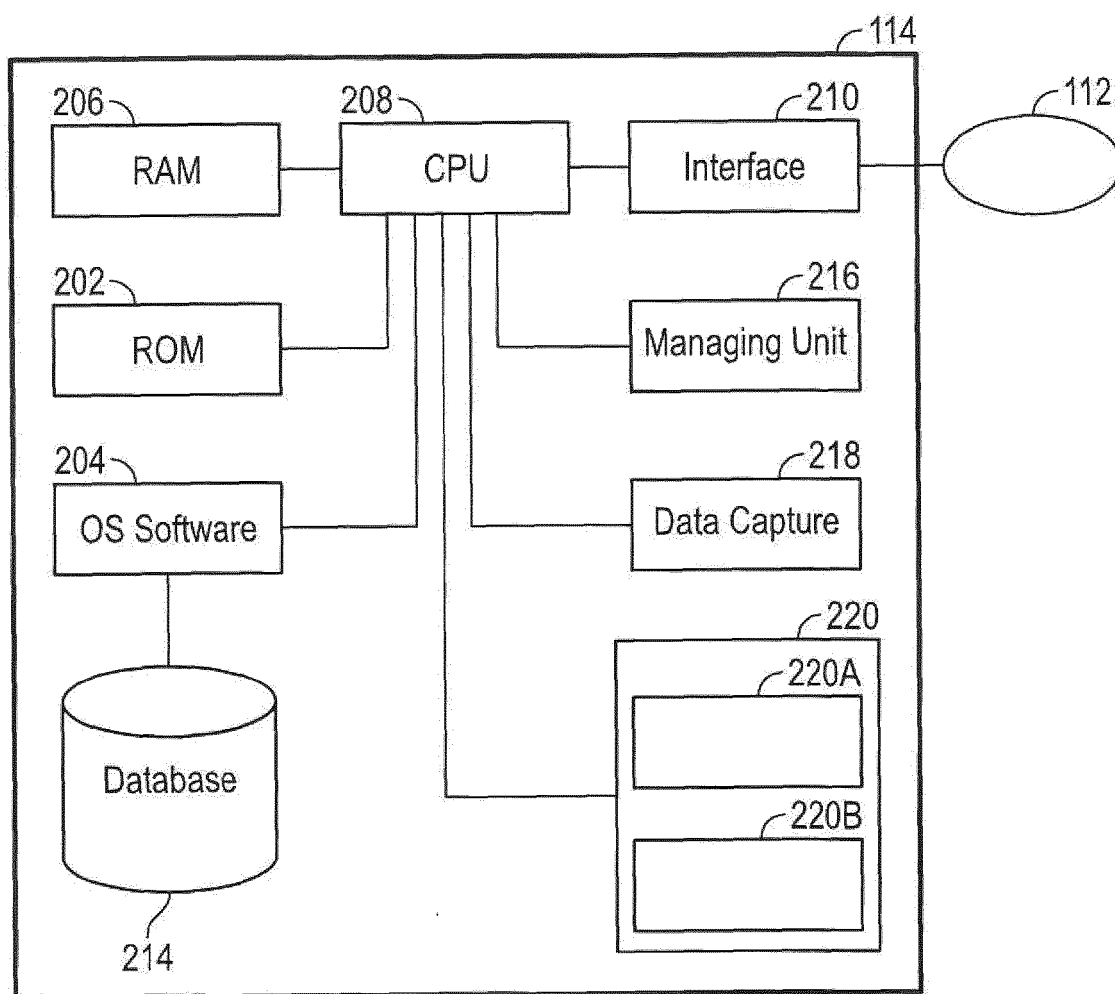 114
206
208
210
112
RAM
CPU
Interface
202
216
ROM
Managing Unit
204
218
OS Software
Data Capture
220
220A
Database
220B
214